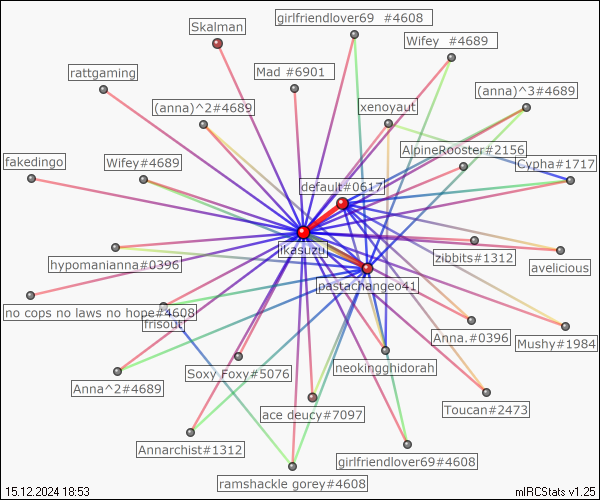 girlfriendlover69  #4608
Skalman
Wifey  #4689
rattgaming
Mad #6901
(anna)^3#4689
(anna)^2#4689
xenoyaut
AlpineRooster#2156
fakedingo
Wifey#4689
Cypha#1717
default#0617
ikasuzu
hypomanianna#0396
zibbits#1312
avelicious
pastachangeo41
no cops no laws no hope#4608
frisout
Anna.#0396
Mushy#1984
Soxy Foxy#5076
neokingghidorah
Anna^2#4689
ace deucy#7097
Toucan#2473
Annarchist#1312
girlfriendlover69#4608
ramshackle gorey#4608
15.12.2024 18:53
mIRCStats v1.25